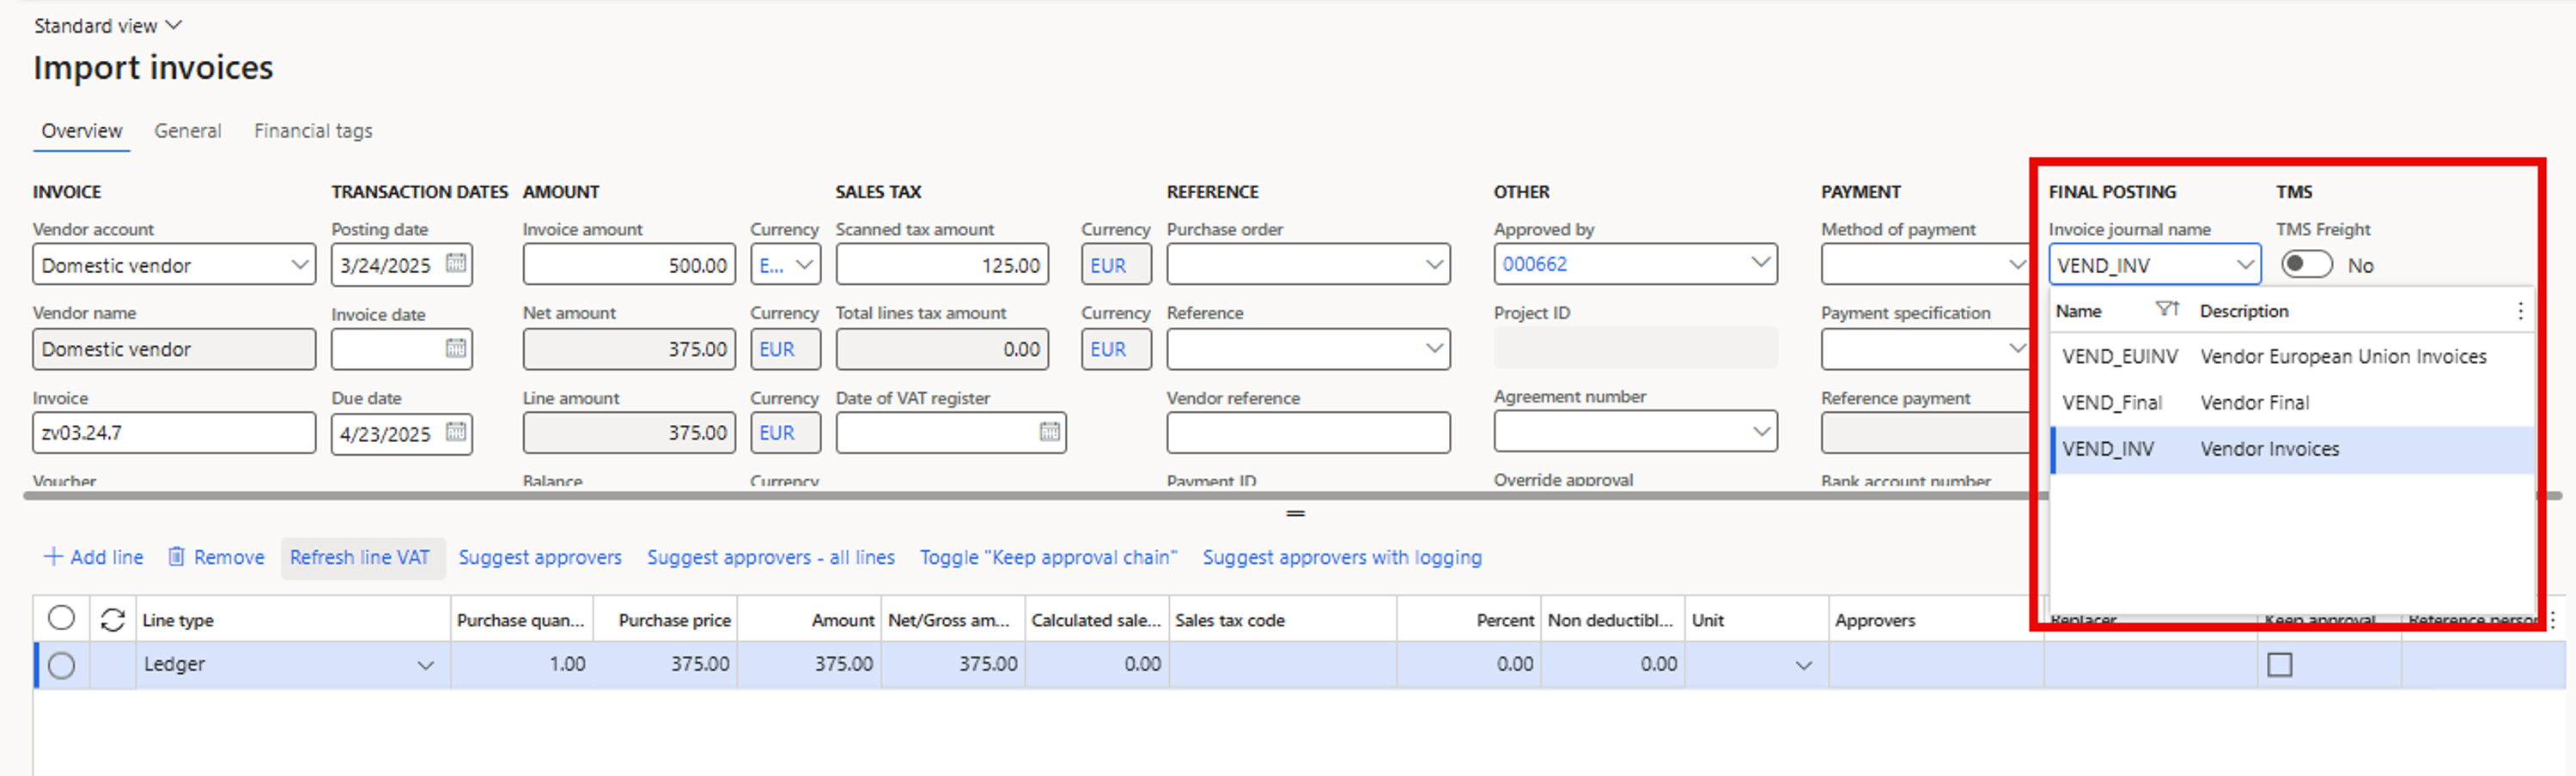 Standard view
Import invoices
Overview General Financial tags
INVOICE TRANSACTION DATES AMOUNT SALES TAX REFERENCE OTHER PAYMENT FINAL POSTING TMS
Vendor account Posting date Invoice amount Currency Scanned tax amount Currency Purchase order Approved by Method of payment Invoice journal name TMS Freight
Domestic vendor 3/24/2025 500.00 E... 125.00 EUR 000662 VEND_INV No
Vendor name Invoice date Net amount Currency Total lines tax amount Currency Reference Project ID Payment specification Name Description
Domestic vendor 375.00 EUR 0.00 EUR VEND_EUINV Vendor European Union Invoices
Invoice Due date Line amount Currency Date of VAT register Vendor reference Agreement number Reference payment VEND_Final Vendor Final
zv03.24.7 4/23/2025 375.00 EUR VEND_INV Vendor Invoices
Voucher Balance Currency Payment ID Override approval Bank account number
Add line Remove Refresh line VAT Suggest approvers Suggest approvers - all lines Toggle "Keep approval chain" Suggest approvers with logging
Line type Purchase quan... Purchase price Amount Net/Gross am... Calculated sale... Sales tax code Percent Non deductibl... Unit Approvers Replacer Keep approval Reference person
Ledger 1.00 375.00 375.00 375.00 0.00 0.00 0.00